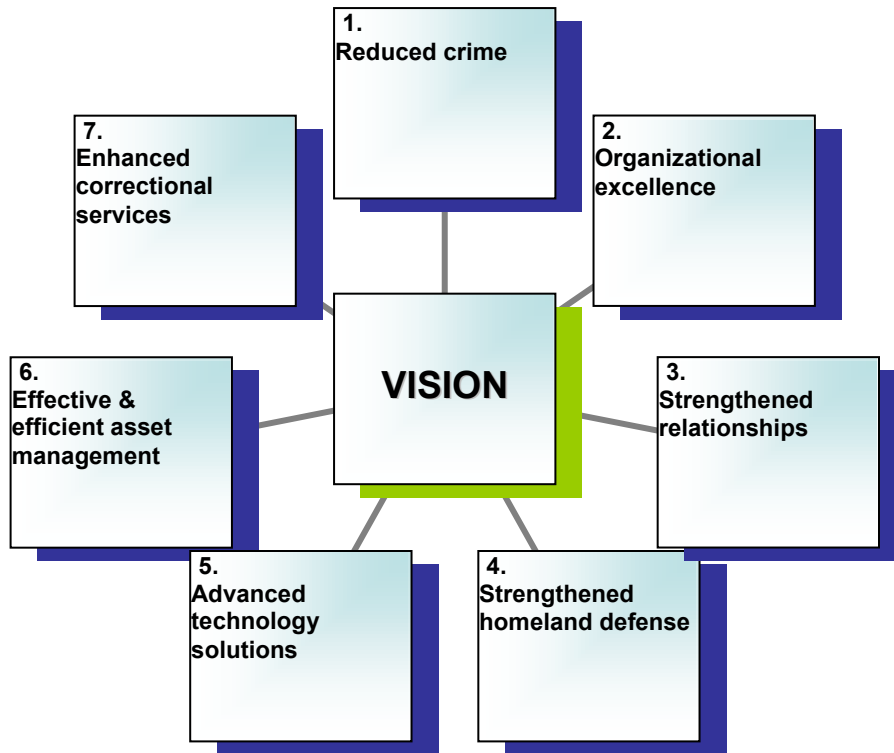 1.
Reduced crime
2.
Organizational
excellence
3.
Strengthened
relationships
4.
Strengthened
homeland defense
5.
Advanced
technology
solutions
6.
Effective &
efficient asset
management
7.
Enhanced
correctional
services
VISION